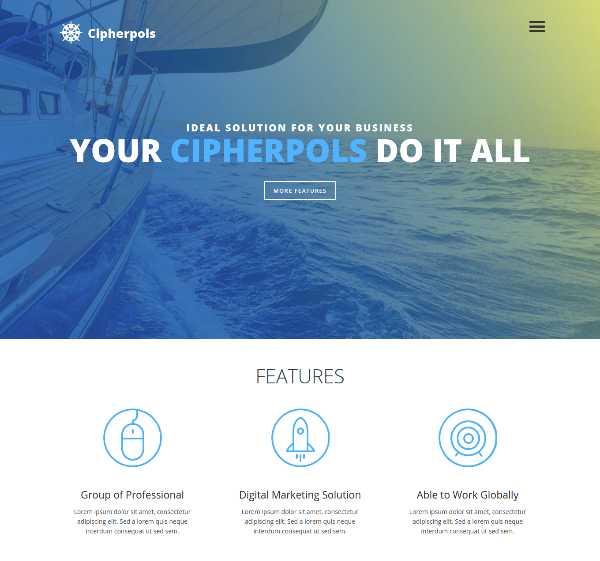 Cipherpols
IDEAL SOLUTION FOR YOUR BUSINESS
YOUR CIPHERPOLS DO IT ALL
MORE FEATURES
FEATURES
Group of Professional
Lorem ipsum dolor sit amet, consectetur
adipiscing elit. Sed a lorem quis neque
interdum consequat ut sed sem.
Digital Marketing Solution
Lorem ipsum dolor sit amet, consectetur
adipiscing elit. Sed a lorem quis neque
interdum consequat ut sed sem.
Able to Work Globally
Lorem ipsum dolor sit amet, consectetur
adipiscing elit. Sed a lorem quis neque
interdum consequat ut sed sem.